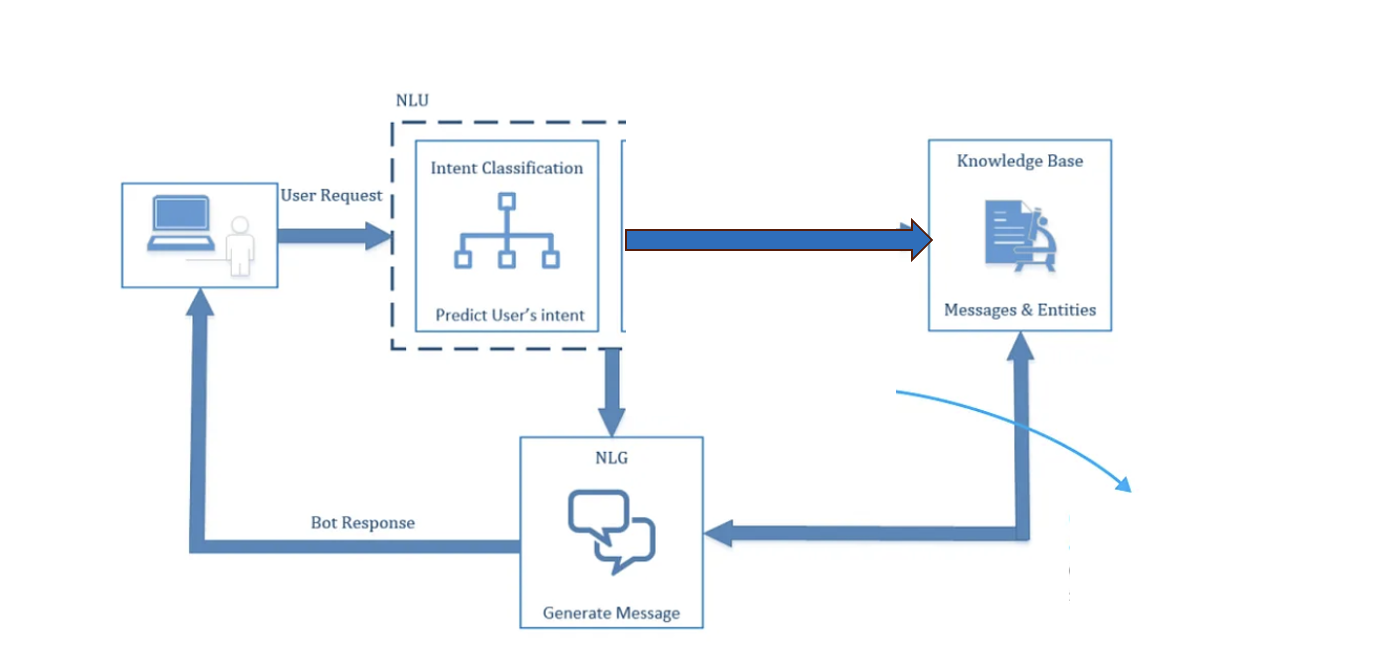 NLU
Intent Classification
Predict User's intent
User Request
Knowledge Base
Messages & Entities
NLG
Generate Message
Bot Response